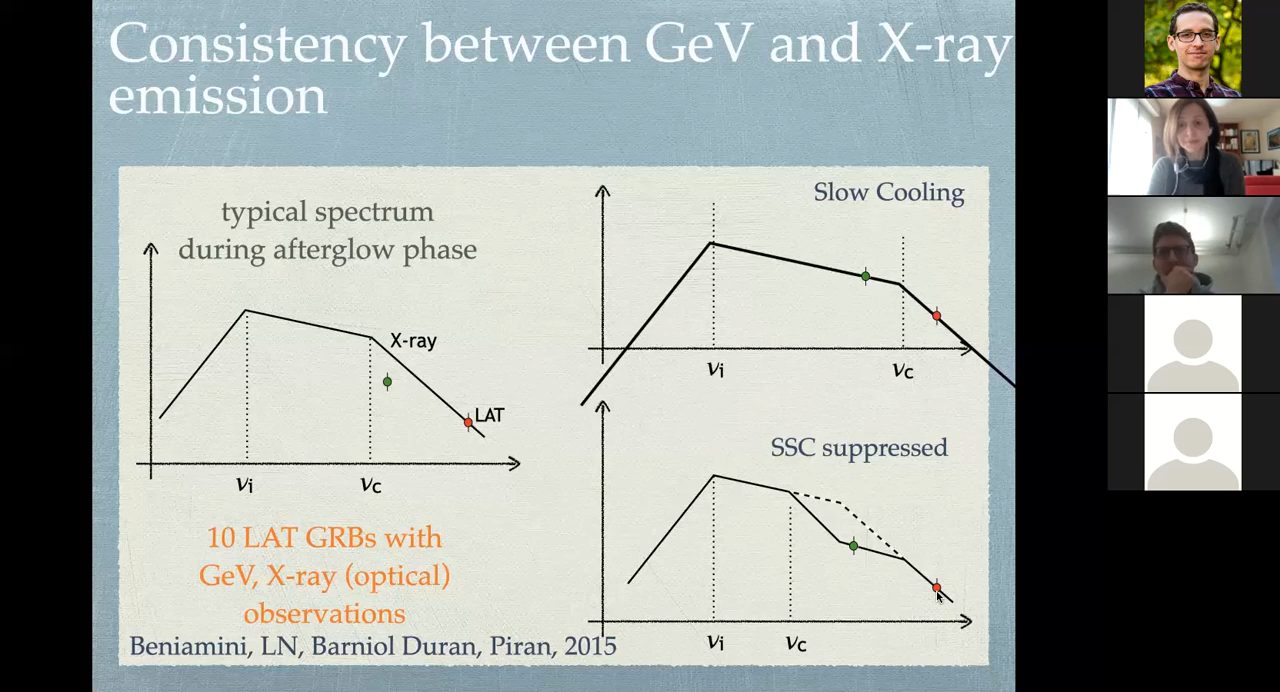 Consistency between GeV and X-ray
emission
typical spectrum
during afterglow phase
X-ray
LAT
νi
νc
10 LAT GRBs with
GeV, X-ray (optical)
observations
Beniamini, LN, Barniol Duran, Piran, 2015
Slow Cooling
νi
νc
SSC suppressed
νi
νc